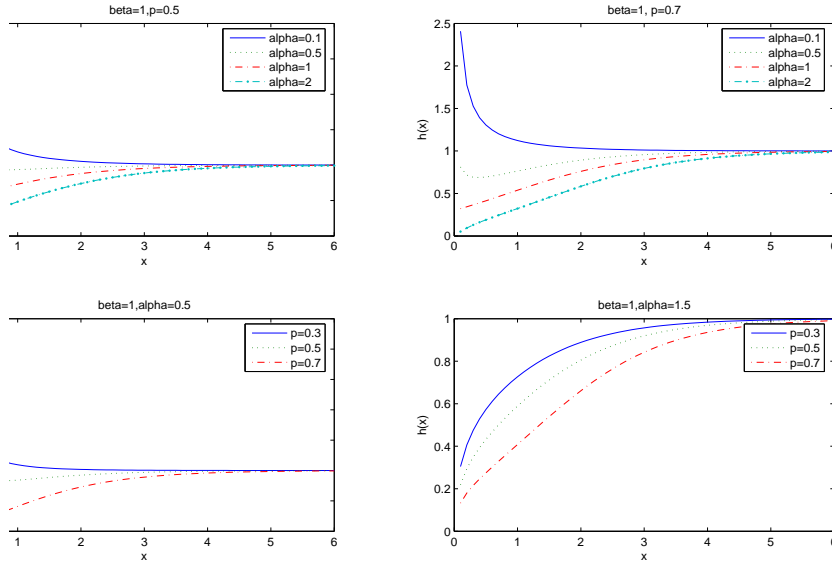 beta=1,p=0.5
alpha=0.1
alpha=0.5
alpha=1
alpha=2
1 2 3 4 5 6
x
beta=1, p=0.7
alpha=0.1
alpha=0.5
alpha=1
alpha=2
2.5
2
1.5
1
0.5
0
h(x)
0 1 2 3 4 5 6
x
beta=1,alpha=0.5
p=0.3
p=0.5
p=0.7
1 2 3 4 5 6
x
beta=1,alpha=1.5
p=0.3
p=0.5
p=0.7
1
0.8
0.6
0.4
0.2
0
h(x)
0 1 2 3 4 5 6
x